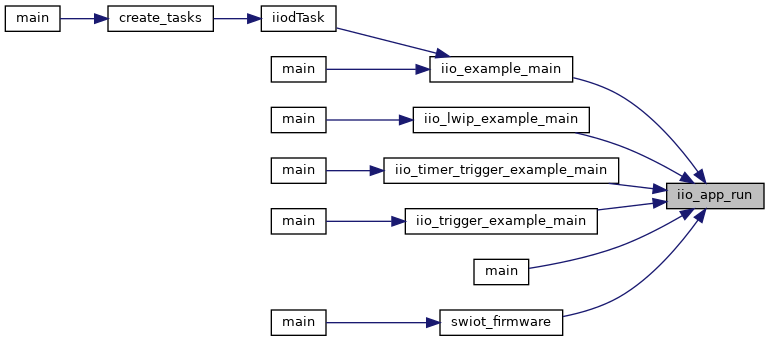 main
create_tasks
iiodTask
main
iio_example_main
main
iio_lwip_example_main
main
iio_timer_trigger_example_main
iio_app_run
main
iio_trigger_example_main
main
main
swiot_firmware